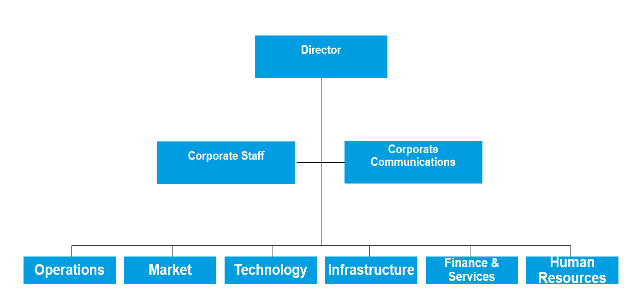 Director
Corporate Staff
Corporate
Communications
Operations
Market
Technology
Infrastructure
Finance &
Services
Human
Resources